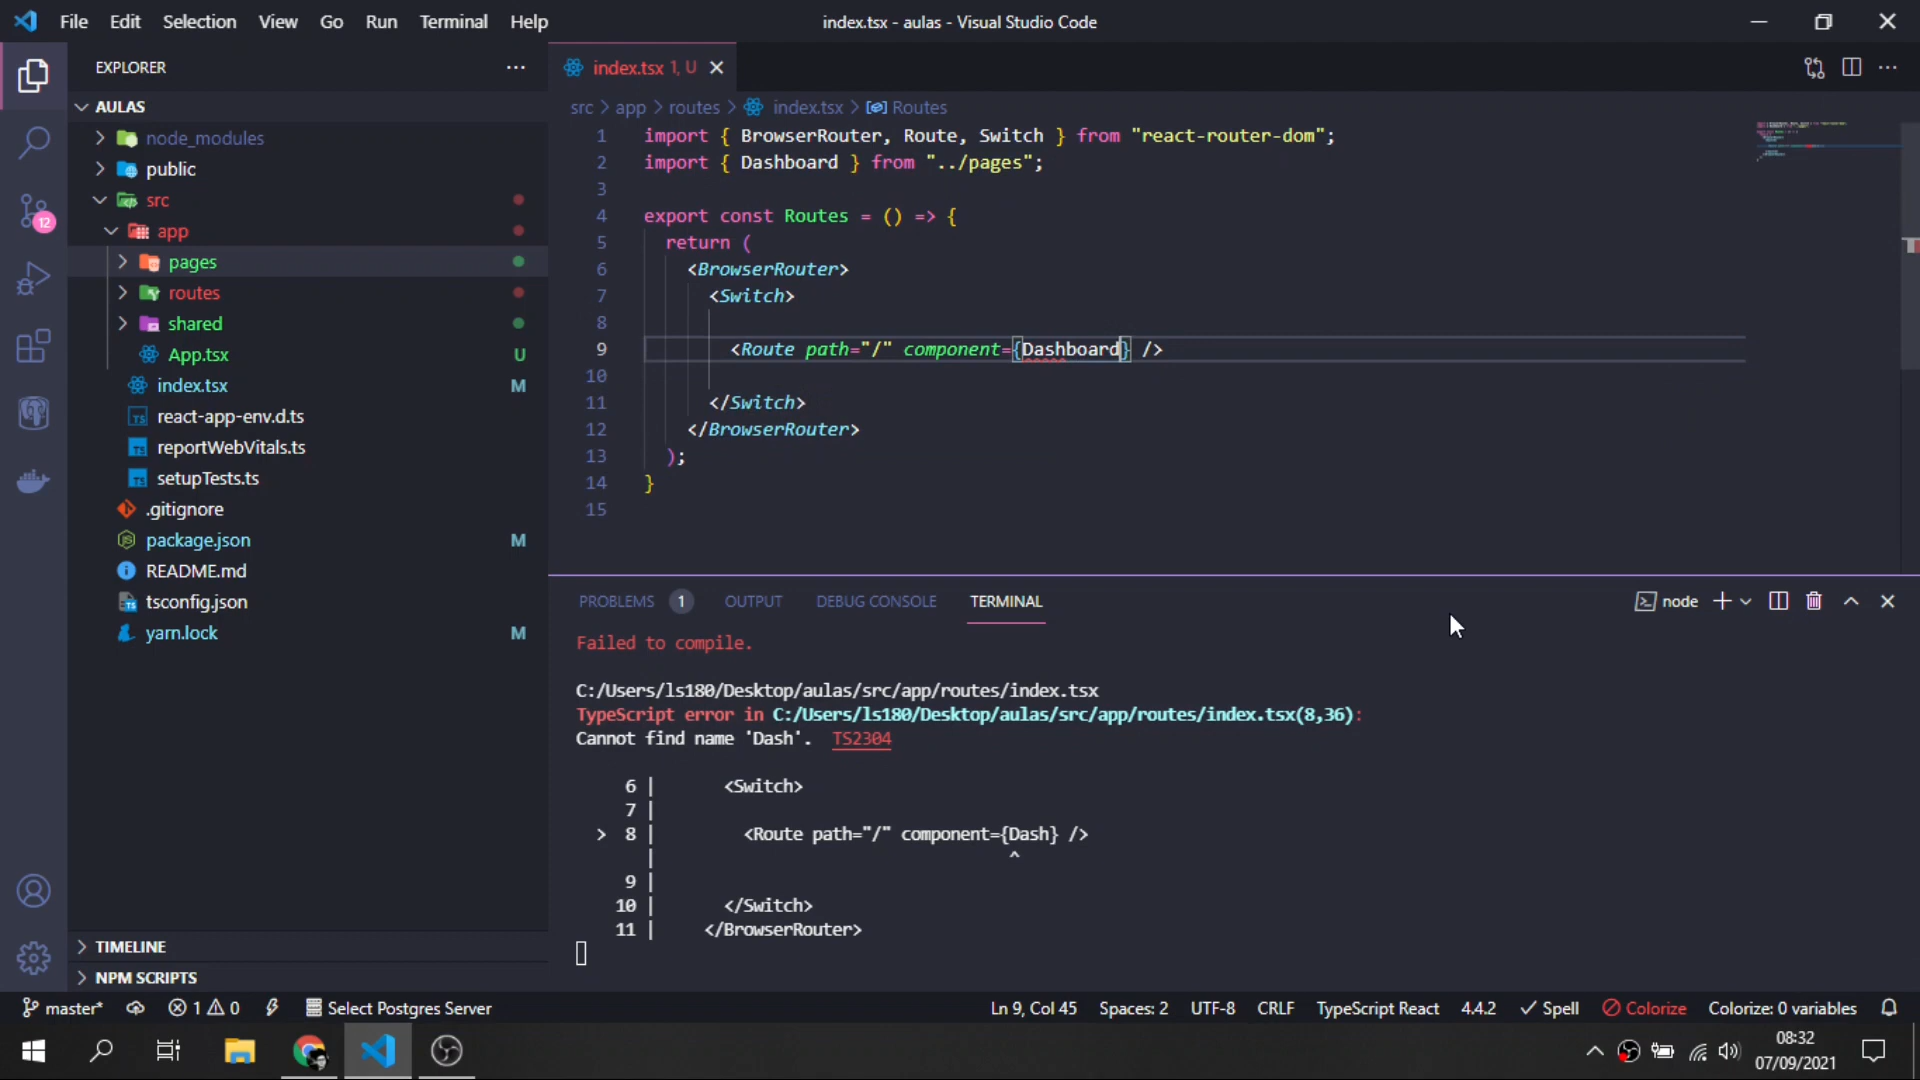 File Edit Selection View Go Run Terminal Help
index.tsx - aulas - Visual Studio Code
EXPLORER
AULAS
node_modules
public
src
app
pages
routes
shared
App.tsx U
index.tsx M
react-app-env.d.ts
reportWebVitals.ts
setupTests.ts
.gitignore
package.json M
README.md
tsconfig.json
yarn.lock M
TIMELINE
NPM SCRIPTS
12
index.tsx 1, U
src > app > routes > index.tsx > Routes
1 import { BrowserRouter, Route, Switch } from "react-router-dom";
2 import { Dashboard } from "../pages";
3
4 export const Routes = () => {
5 return (
6 <BrowserRouter>
7 <Switch>
8
9 <Route path="/" component={Dashboard} />
10
11 </Switch>
12 </BrowserRouter>
13 );
14 }
15
PROBLEMS 1 OUTPUT DEBUG CONSOLE TERMINAL
node
Failed to compile.
C:/Users/ls180/Desktop/aulas/src/app/routes/index.tsx
TypeScript error in C:/Users/ls180/Desktop/aulas/src/app/routes/index.tsx(8,36):
Cannot find name 'Dash'. TS2304
6 | <Switch>
7 |
> 8 | <Route path="/" component={Dash} />
| ^
9 |
10 | </Switch>
11 | </BrowserRouter>
master* 1 0 Select Postgres Server
Ln 9, Col 45 Spaces: 2 UTF-8 CRLF TypeScript React 4.4.2 Spell Colorize Colorize: 0 variables
08:32
07/09/2021